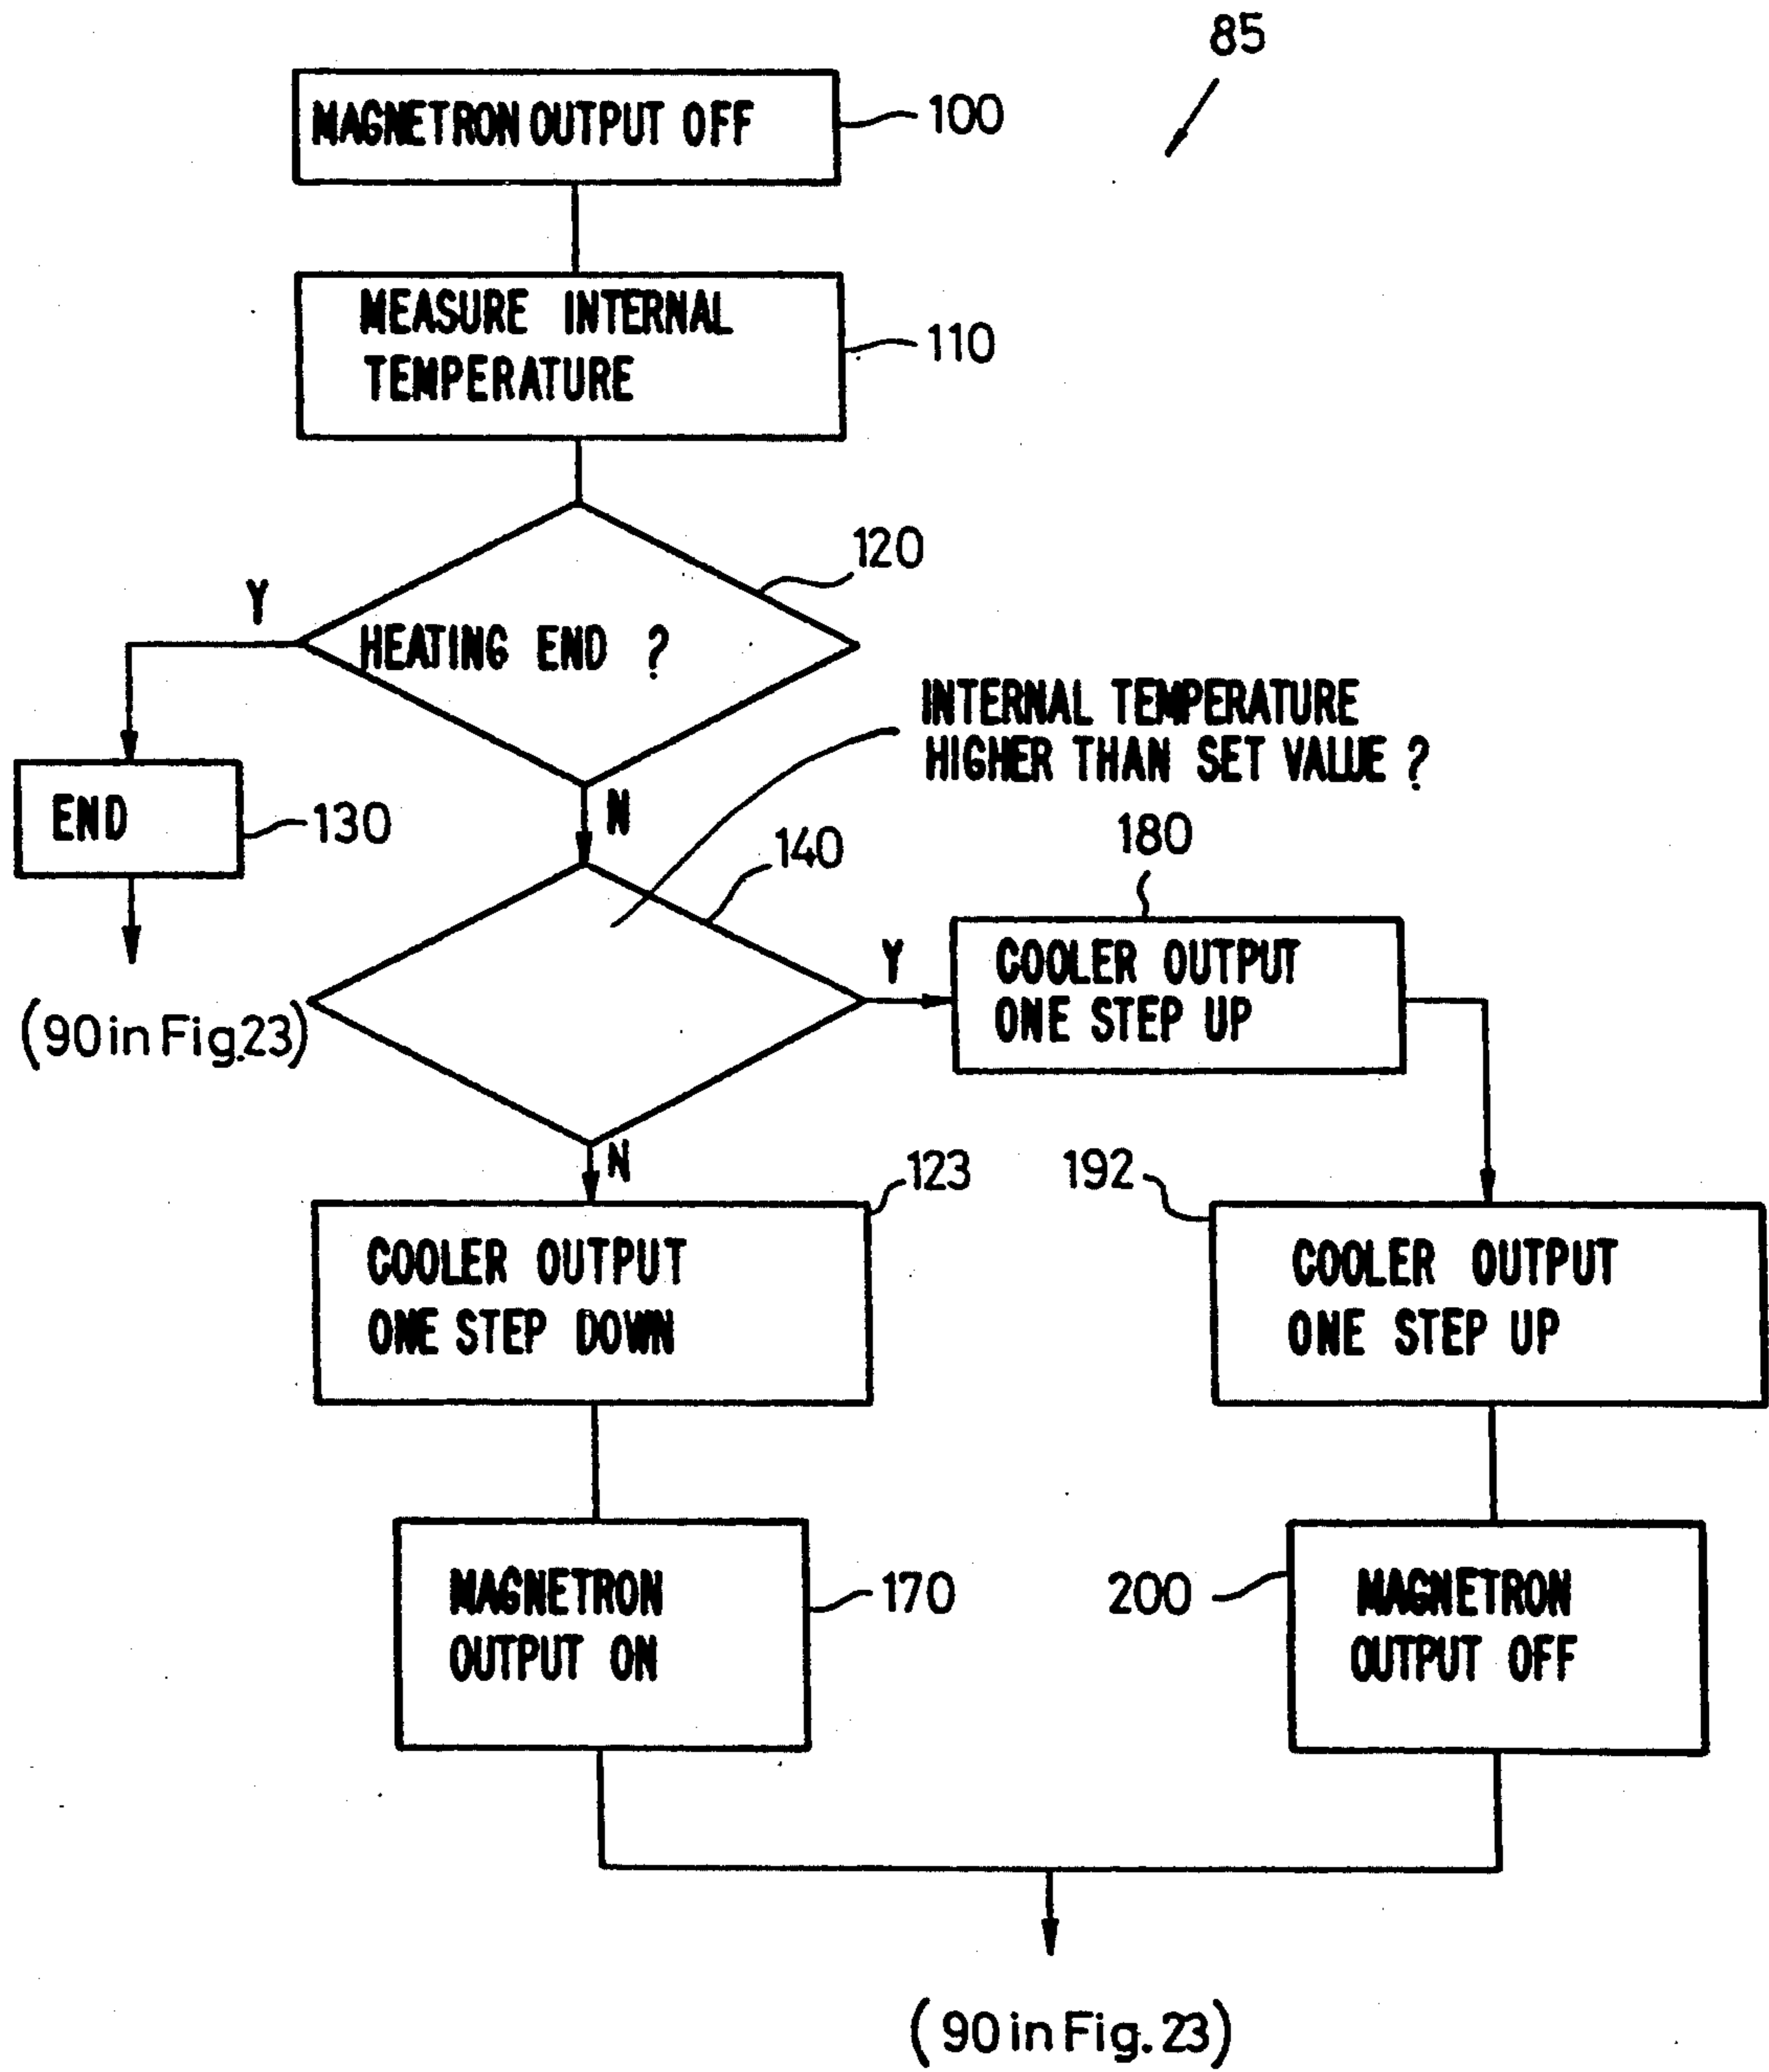 85
MAGNETRON OUTPUT OFF
100
MEASURE INTERNAL
TEMPERATURE
110
120
Y
HEATING END ?
INTERNAL TEMPERATURE
HIGHER THAN SET VALUE ?
END
130
N
140
180
(90 in Fig.23)
Y
COOLER OUTPUT
ONE STEP UP
N
123
192
COOLER OUTPUT
ONE STEP DOWN
COOLER OUTPUT
ONE STEP UP
MAGNETRON
OUTPUT ON
170
200
MAGNETRON
OUTPUT OFF
(90 in Fig. 23)